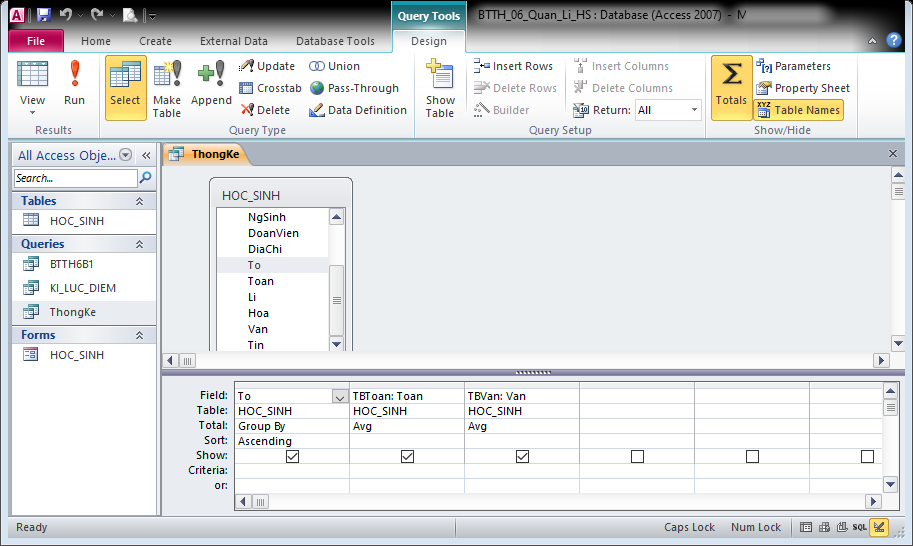 Query Tools
BTTH_06_Quan_Li_HS : Database (Access 2007) - M
File Home Create External Data Database Tools Design
View
Run
Results
Select
Make Table
Append
Update
Crosstab
Delete
Union
Pass-Through
Data Definition
Query Type
Show Table
Insert Rows
Delete Rows
Builder
Insert Columns
Delete Columns
Return: All
Query Setup
Σ
Totals
Parameters
Property Sheet
XYZ
Table Names
Show/Hide
All Access Obje...
Search...
Tables
HOC_SINH
Queries
BTTH6B1
KI_LUC_DIEM
ThongKe
Forms
HOC_SINH
ThongKe
HOC_SINH
NgSinh
DoanVien
DiaChi
To
Toan
Li
Hoa
Van
Tin
Field: To TBToan: Toan TBVan: Van
Table: HOC_SINH HOC_SINH HOC_SINH
Total: Group By Avg Avg
Sort: Ascending
Show:
Criteria:
or:
Ready
Caps Lock Num Lock SQL